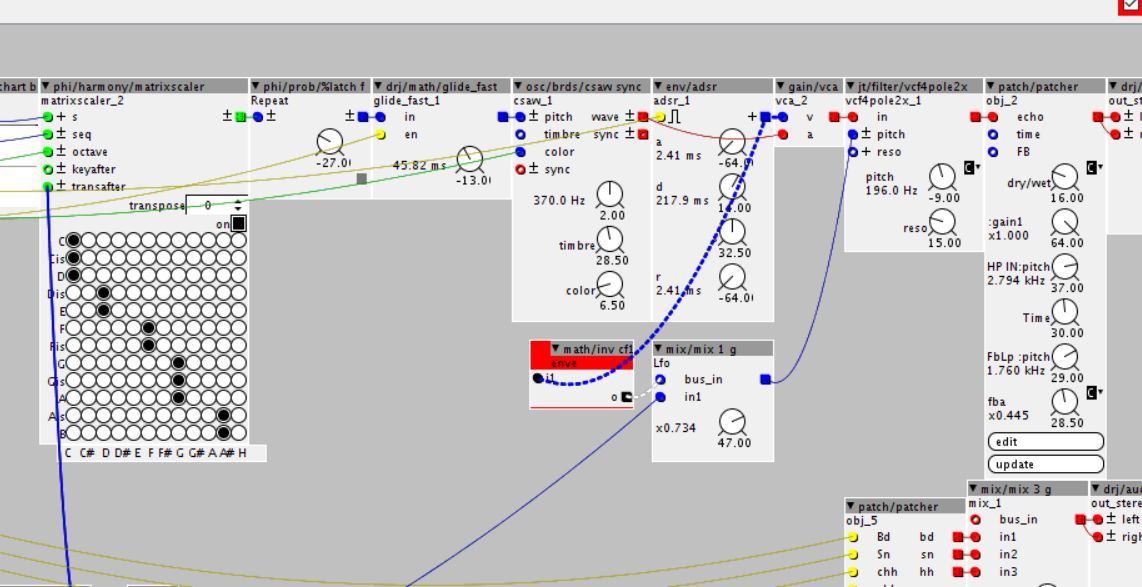 chart b
phi/harmony/matrixscaler
matrixscaler_2
s
seq
octave
keyafter
transafter
transpose 0
on
C
Cis
D
Dis
E
F
Fis
G
Gis
A
Ais
B
C C# D D# E F F# G G# A A# H
phi/prob/%latch f
Repeat
-27.0
drj/math/glide_fast
glide_fast_1
in
en
45.82 ms
-13.0
osc/brds/csaw sync
csaw_1
pitch wave
timbre sync
color
sync
370.0 Hz
2.00
timbre
28.50
color
6.50
env/adsr
adsr_1
a
2.41 ms
-64.0
d
217.9 ms
14.00
32.50
r
2.41 ms
-64.0
gain/vca
vca_2
v
a
jt/filter/vcf4pole2x
vcf4pole2x_1
in
pitch
reso
pitch
196.0 Hz
-9.00
reso
15.00
patch/patcher
obj_2
echo
time
FB
dry/wet
16.00
:gain1
x1.000
64.00
HP IN:pitch
2.794 kHz
37.00
Time
30.00
FbLp :pitch
1.760 kHz
29.00
fba
x0.445
28.50
edit
update
drj/
out_st
math/inv cf1
enve
i1
o
mix/mix 1 g
Lfo
bus_in
in1
x0.734
47.00
patch/patcher
obj_5
Bd bd
Sn sn
chh hh
mix/mix 3 g
mix_1
bus_in
in1
in2
in3
drj/au
out_stere
left
righ